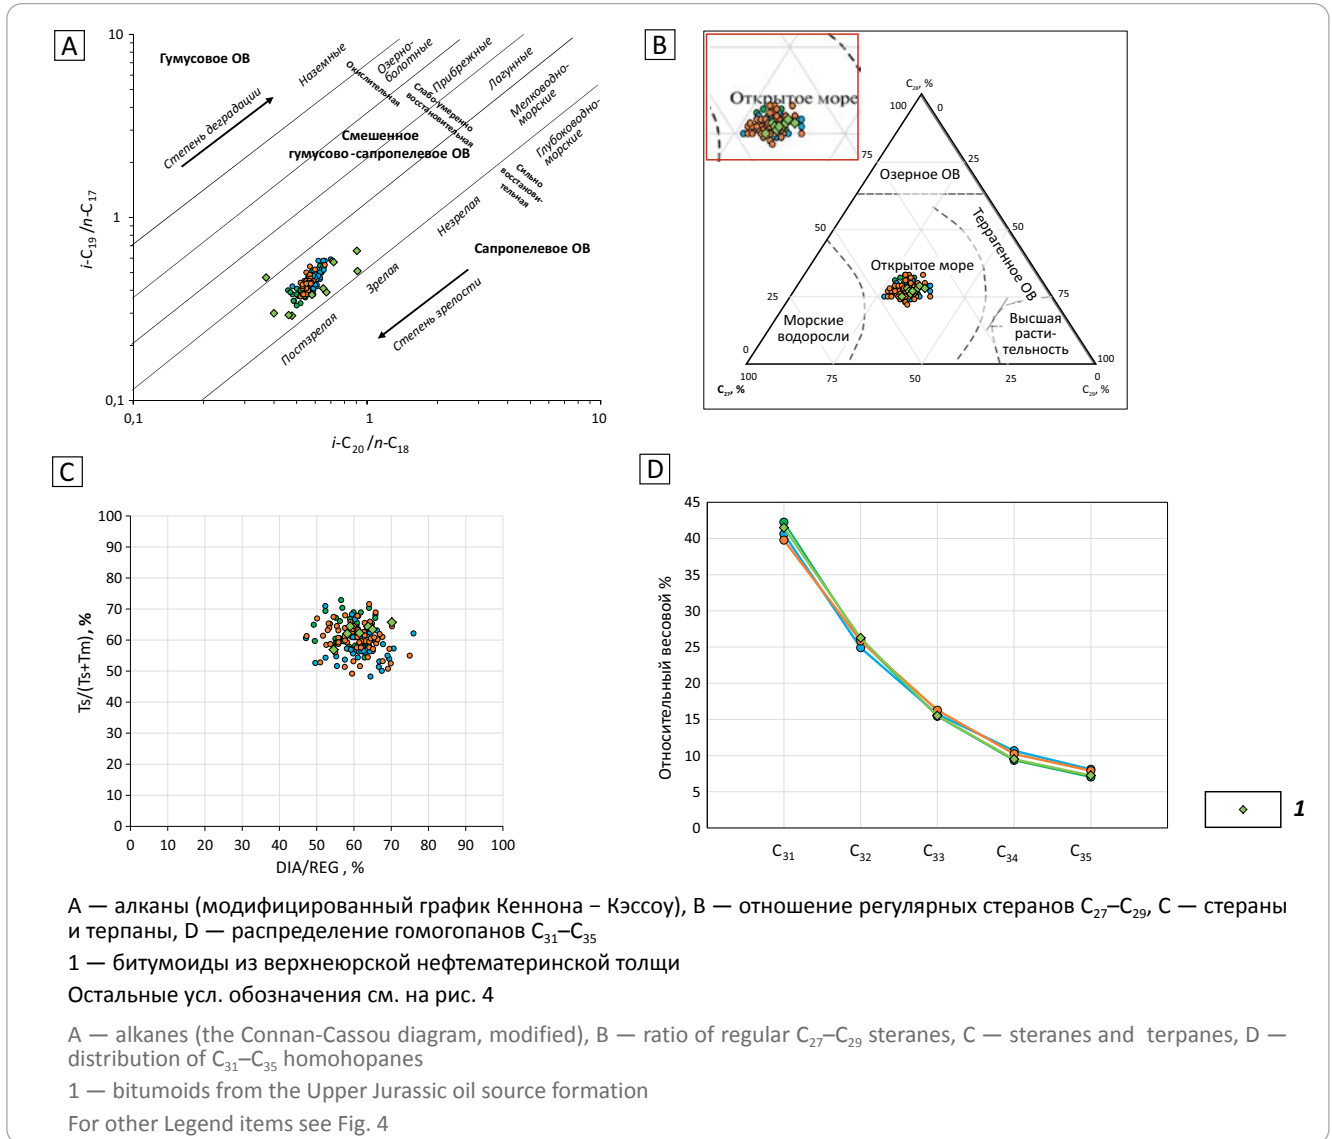 A
10
1
0,1
0,1
1
10
i-C19/n-C17
i-C20/n-C18
Гумусовое ОВ
Степень деградации
Наземные
Озерно-
болотные
Окислительная
Прибрежные
Слабоумеренно
восстановительная
Лагунные
Мелководно-
морские
Глубоководно-
морские
Сильно
восстанови-
тельная
Смешенное
гумусово-сапропелевое ОВ
Незрелая
Зрелая
Постзрелая
Сапропелевое ОВ
Степень зрелости
B
Открытое море
C28, %
100
0
75
25
50
50
25
75
0
100
100
75
50
25
0
C27, %
C29, %
Озерное ОВ
Террагенное ОВ
Открытое море
Морские
водоросли
Высшая
расти-
тельность
C
Ts/(Ts+Tm), %
100
90
80
70
60
50
40
30
20
10
0
0 10 20 30 40 50 60 70 80 90 100
DIA/REG , %
D
Относительный весовой %
45
40
35
30
25
20
15
10
5
0
C31 C32 C33 C34 C35
1
А — алканы (модифицированный график Кеннона – Кэссоу), В — отношение регулярных стеранов C27–C29, С — стераны
и терпаны, D — распределение гомогопанов C31–C35
1 — битумоиды из верхнеюрской нефтематеринской толщи
Остальные усл. обозначения см. на рис. 4
A — alkanes (the Connan-Cassou diagram, modified), B — ratio of regular C27–C29 steranes, C — steranes and terpanes, D —
distribution of C31–C35 homohopanes
1 — bitumoids from the Upper Jurassic oil source formation
For other Legend items see Fig. 4